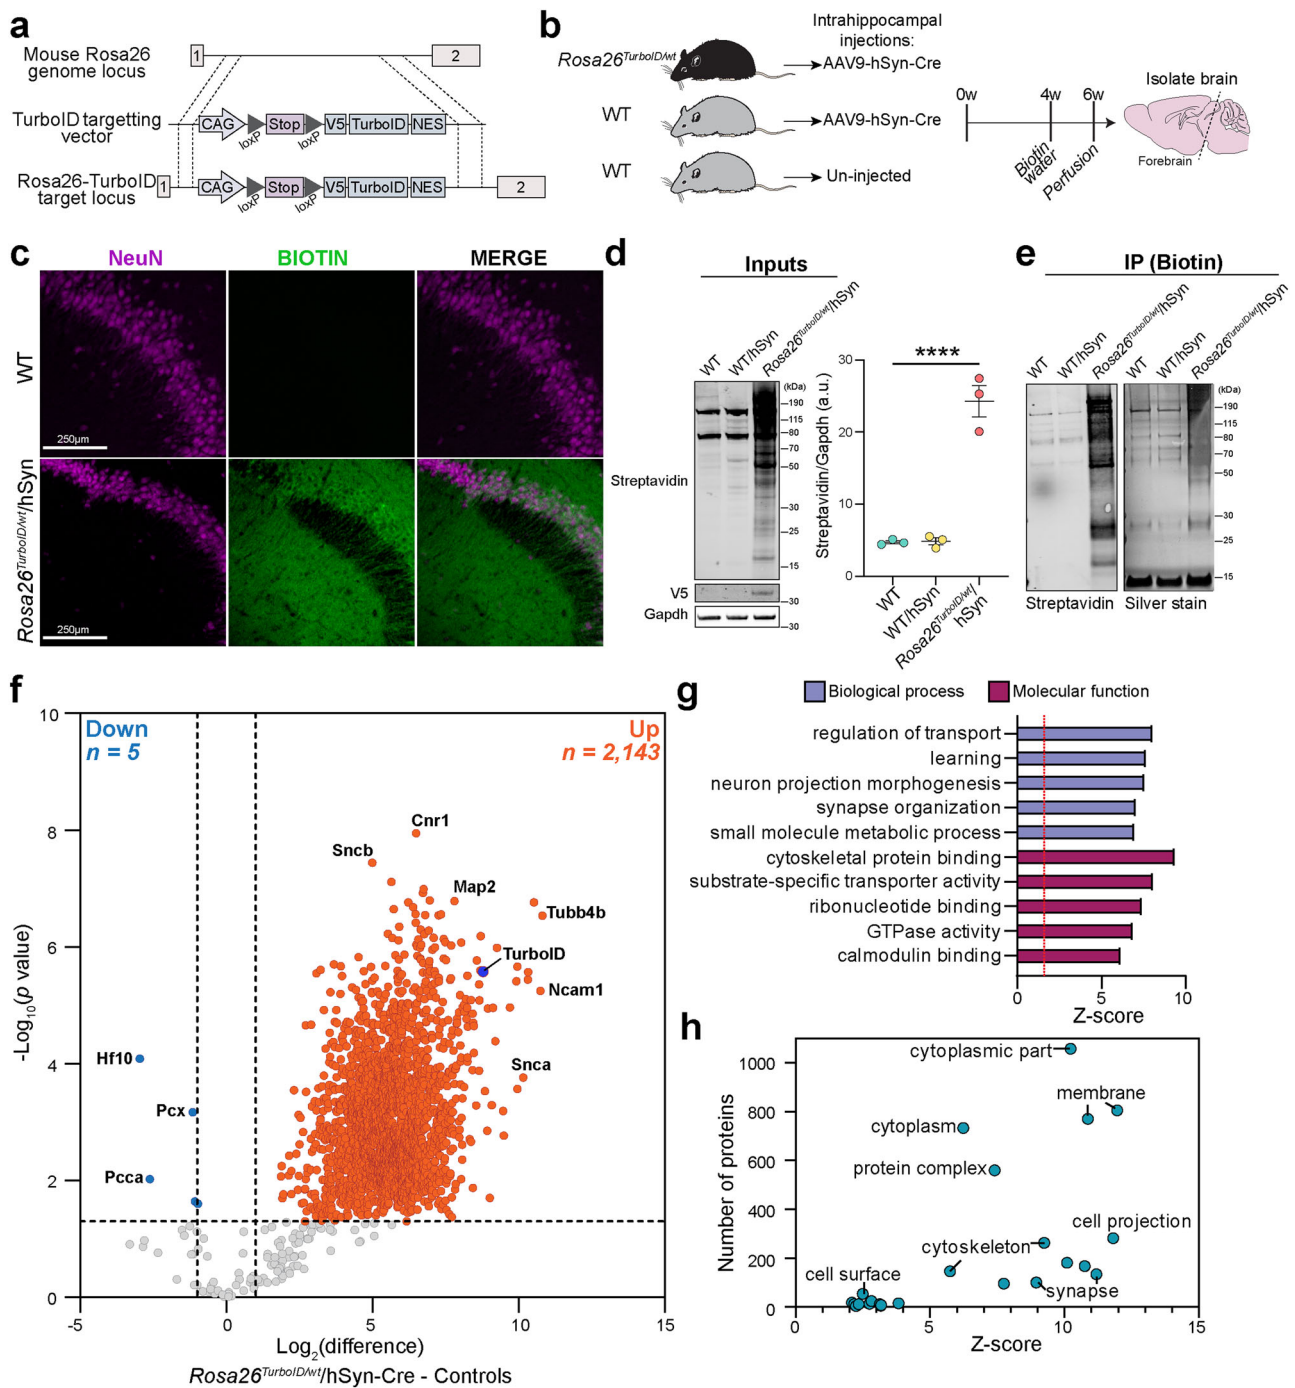 a
Mouse Rosa26
genome locus
1
2
TurboID targetting
vector
CAG
loxP
Stop
loxP
V5
TurboID
NES
Rosa26-TurboID
target locus
1
CAG
loxP
Stop
loxP
V5
TurboID
NES
2
b
Intrahippocampal
injections:
Rosa26TurboID/wt
AAV9-hSyn-Cre
WT
AAV9-hSyn-Cre
WT
Un-injected
0w
4w
6w
Biotin
water
Perfusion
Isolate brain
Forebrain
c
NeuN
BIOTIN
MERGE
WT
250µm
Rosa26TurboID/wt/hSyn
250µm
d
Inputs
WT
WT/hSyn
Rosa26TurboID/wt/hSyn
(kDa)
190
115
80
70
50
30
25
15
Streptavidin
V5
30
Gapdh
30
Streptavidin/Gapdh (a.u.)
30
20
10
0
****
WT
WT/hSyn
Rosa26TurboID/wt/
hSyn
e
IP (Biotin)
WT
WT/hSyn
Rosa26TurboID/wt/hSyn
WT
WT/hSyn
Rosa26TurboID/wt/hSyn
(kDa)
190
115
80
70
50
30
25
15
Streptavidin
Silver stain
f
Down
n = 5
Up
n = 2,143
10
8
6
4
2
0
-Log10(p value)
Cnr1
Sncb
Map2
Tubb4b
TurboID
Ncam1
Snca
Hf10
Pcx
Pcca
-5
0
5
10
15
Log2(difference)
Rosa26TurboID/wt/hSyn-Cre - Controls
g
Biological process
Molecular function
regulation of transport
learning
neuron projection morphogenesis
synapse organization
small molecule metabolic process
cytoskeletal protein binding
substrate-specific transporter activity
ribonucleotide binding
GTPase activity
calmodulin binding
0
5
10
Z-score
h
Number of proteins
1000
800
600
400
200
0
cytoplasmic part
membrane
cytoplasm
protein complex
cell projection
cytoskeleton
cell surface
synapse
0
5
10
15
Z-score